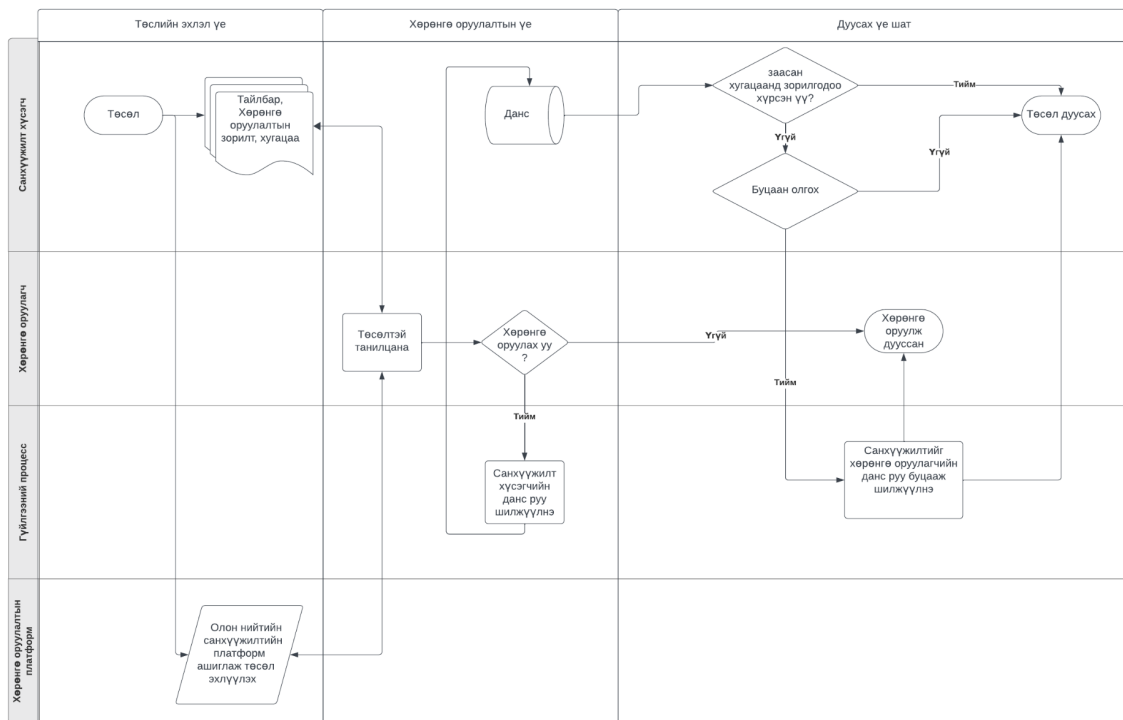 Төслийн эхлэл үе
Хөрөнгө оруулалтын үе
Дуусах үе шат
Санхүүжилт хүсэгч
Төсөл
Тайлбар,
Хөрөнгө
оруулалтын
зорилт, хугацаа
Данс
заасан
хугацаанд зорилгодоо
хүрсэн үү?
Тийм
Төсөл дуусах
Үгүй
Буцаан олгох
Үгүй
Хөрөнгө оруулагч
Төсөлтэй
танилцана
Хөрөнгө
оруулах уу
?
Үгүй
Хөрөнгө
оруулж
дууссан
Тийм
Тийм
Гүйлгээний процесс
Санхүүжилт
хүсэгчийн
данс руу
шилжүүлнэ
Санхүүжилтийг
хөрөнгө оруулагчийн
данс руу буцааж
шилжүүлнэ
Хөрөнгө оруулалтын
платформ
Олон нийтийн
санхүүжилтийн
платформ
ашиглаж төсөл
эхлүүлэх